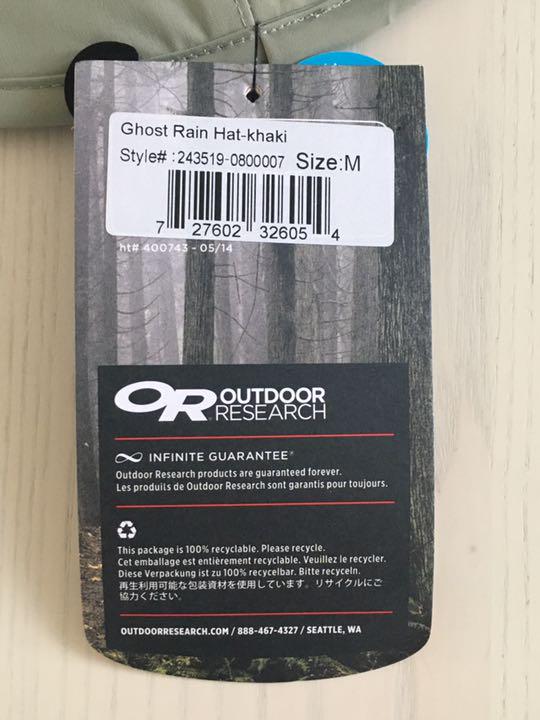 Ghost Rain Hat-khaki
Style# :243519-0800007 Size:M
7 27602 32605 4
ht# 400743 - 05/14
OR OUTDOOR
RESEARCH
INFINITE GUARANTEE®
Outdoor Research products are guaranteed forever.
Les produits de Outdoor Research sont garantis pour toujours.
This package is 100% recyclable. Please recycle.
Cet emballage est entièrement recyclable. Veuillez le recycler.
Diese Verpackung ist zu 100% recycelbar. Bitte recyceln.
再生利用可能な包装資材を使用しています。リサイクルにご
協力ください。
OUTDOORRESEARCH.COM / 888-467-4327 / SEATTLE, WA